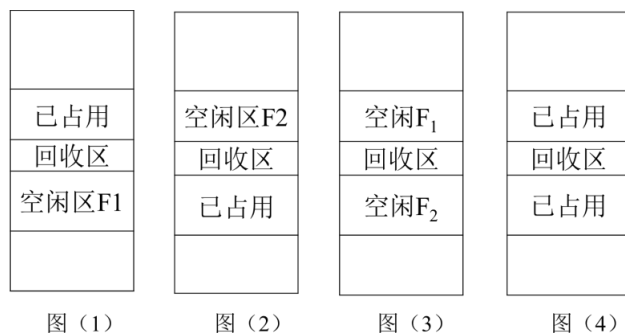 已占用
回收区
空闲区F1
图（1）
空闲区F2
回收区
已占用
图（2）
空闲F₁
回收区
空闲F₂
图（3）
已占用
回收区
已占用
图（4）